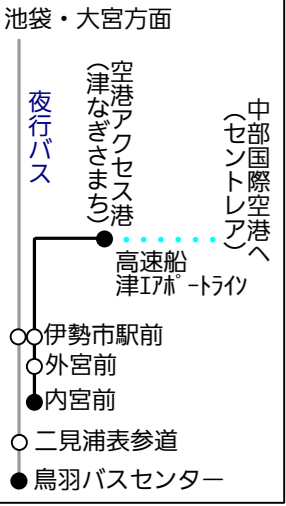 池袋・大宮方面
夜行バス
空港アクセス港
(津なぎさまち)
中部国際空港へ
(セントレア)
高速船
津エアポートライン
伊勢市駅前
外宮前
内宮前
二見浦表参道
鳥羽バスセンター